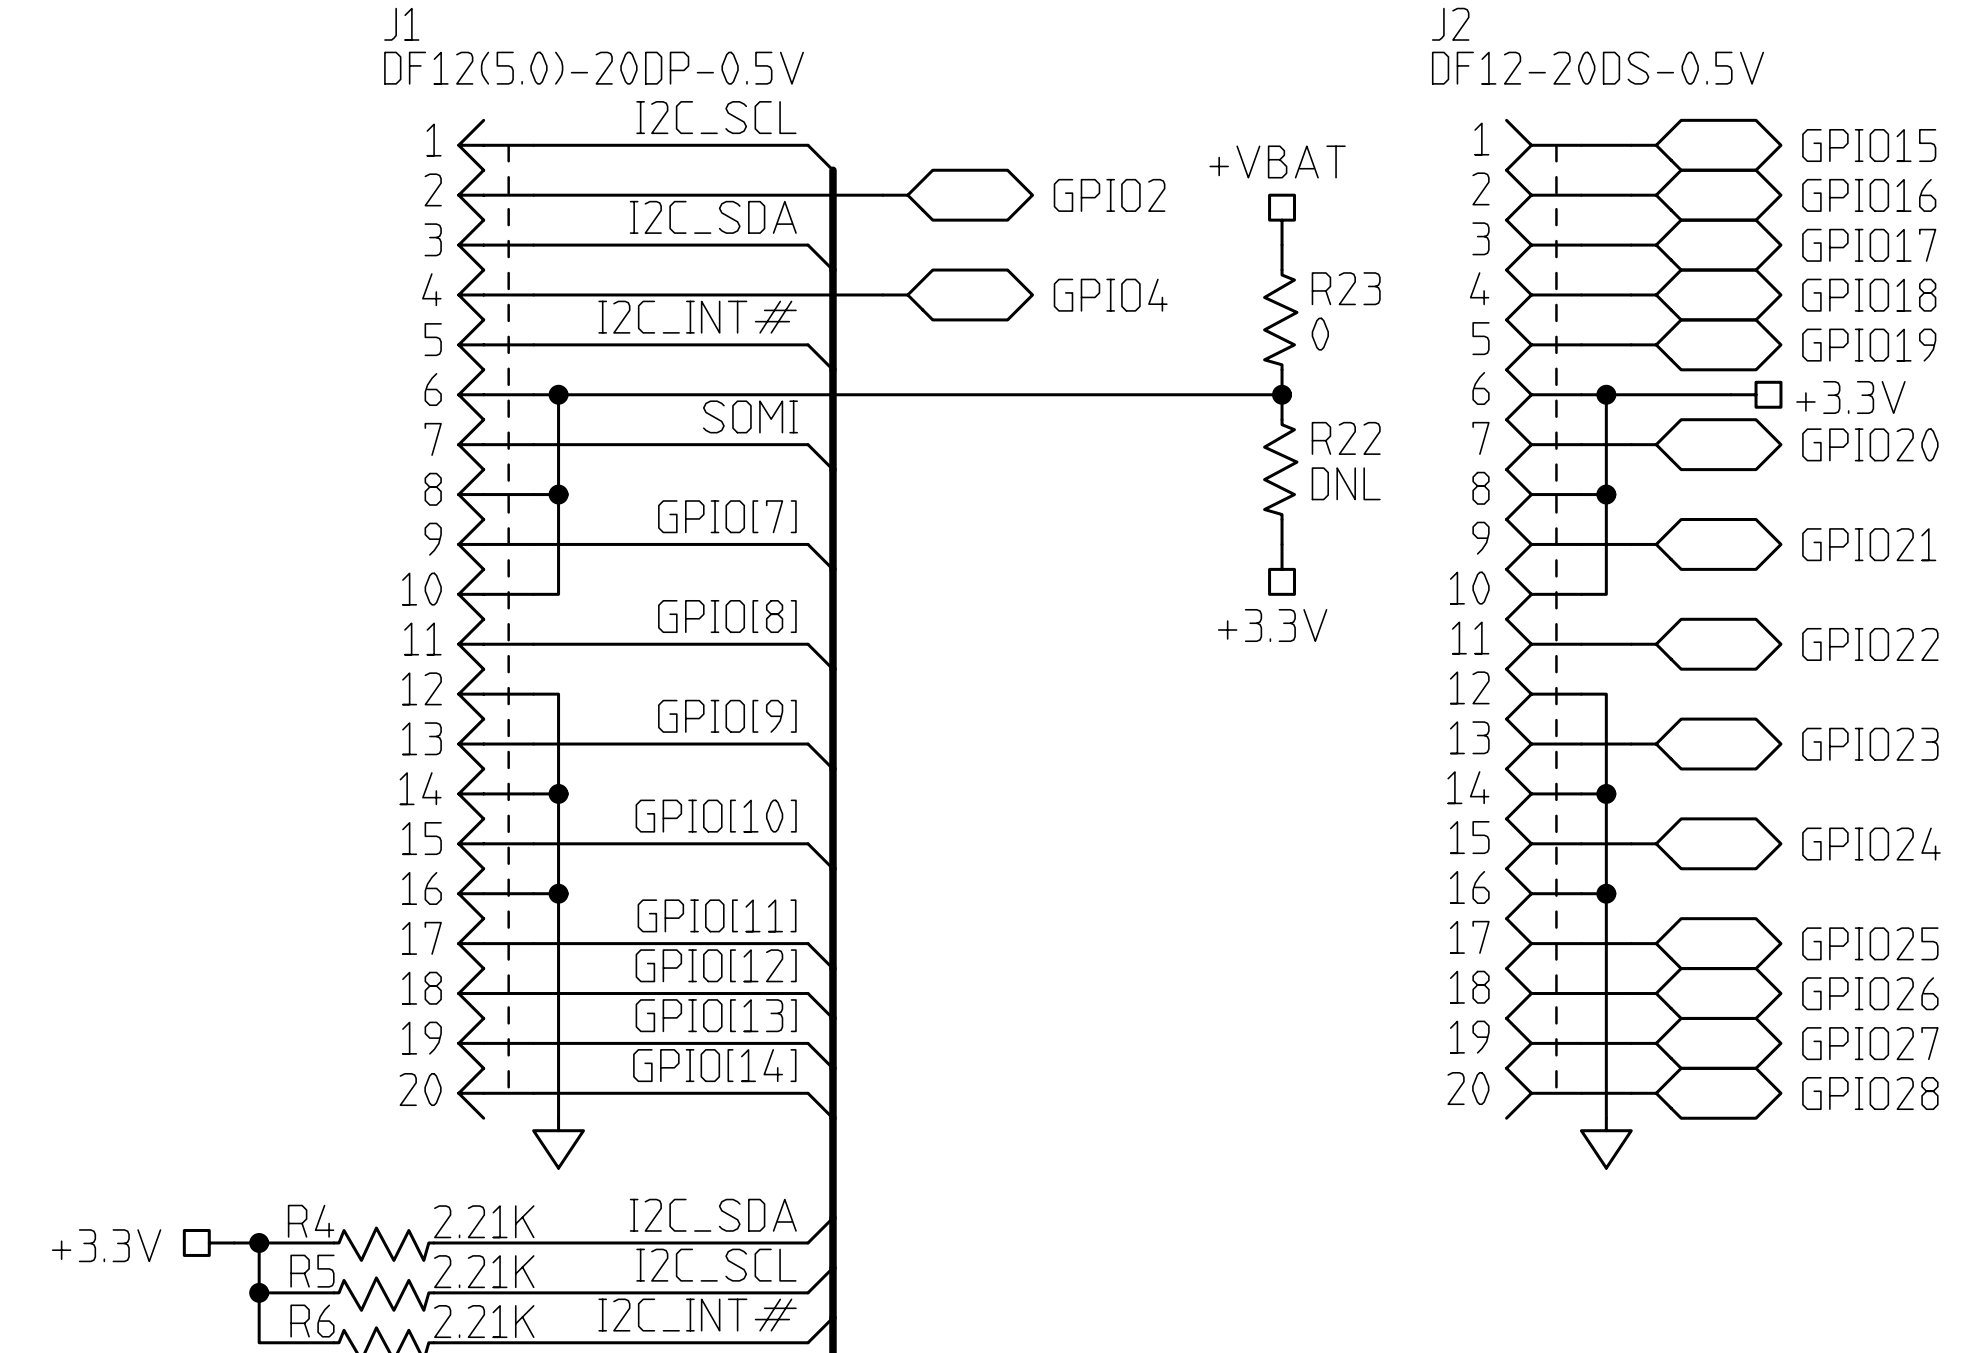 J1
DF12(5.0)-20DP-0.5V
1
I2C_SCL
2
GPIO2
3
I2C_SDA
4
GPIO4
5
I2C_INT#
6
7
SOMI
8
9
GPIO[7]
10
11
GPIO[8]
12
13
GPIO[9]
14
15
GPIO[10]
16
17
GPIO[11]
18
GPIO[12]
19
GPIO[13]
20
GPIO[14]
+VBAT
R23
0
R22
DNL
+3.3V
J2
DF12-20DS-0.5V
1
GPIO15
2
GPIO16
3
GPIO17
4
GPIO18
5
GPIO19
6
+3.3V
7
GPIO20
8
9
GPIO21
10
11
GPIO22
12
13
GPIO23
14
15
GPIO24
16
17
GPIO25
18
GPIO26
19
GPIO27
20
GPIO28
+3.3V
R4 2.21K I2C_SDA
R5 2.21K I2C_SCL
R6 2.21K I2C_INT#